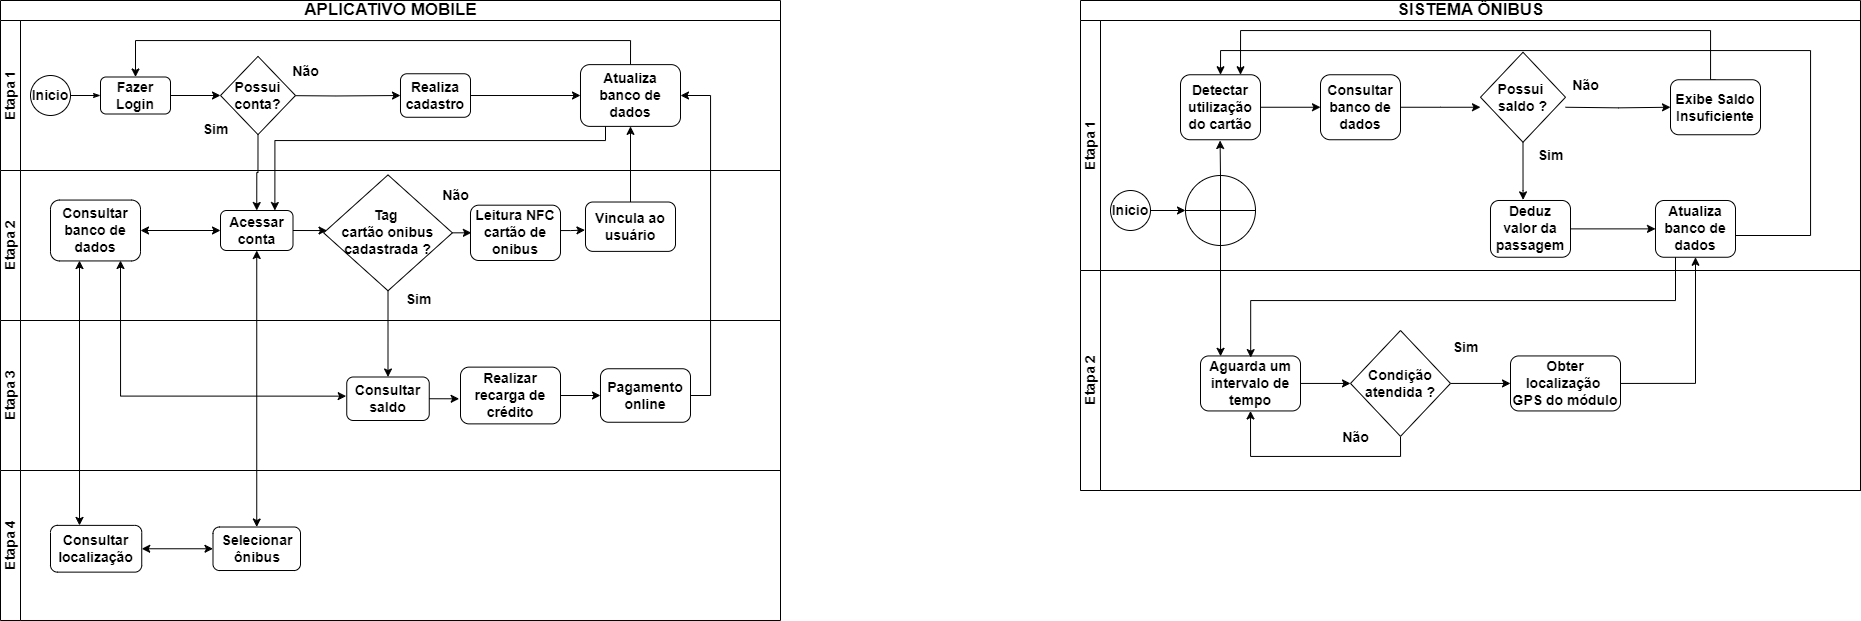 APLICATIVO MOBILE
Etapa 1
Inicio
Fazer
Login
Possui
conta?
Não
Sim
Realiza
cadastro
Atualiza
banco de
dados
Etapa 2
Consultar
banco de
dados
Acessar
conta
Tag
cartão onibus
cadastrada ?
Não
Sim
Leitura NFC
cartão de
onibus
Vincula ao
usuário
Etapa 3
Consultar
saldo
Realizar
recarga de
crédito
Pagamento
online
Etapa 4
Consultar
localização
Selecionar
ônibus
SISTEMA ÔNIBUS
Etapa 1
Inicio
Detectar
utilização
do cartão
Consultar
banco de
dados
Possui
saldo ?
Não
Sim
Exibe Saldo
Insuficiente
Deduz
valor da
passagem
Atualiza
banco de
dados
Etapa 2
Aguarda um
intervalo de
tempo
Condição
atendida ?
Sim
Não
Obter
localização
GPS do módulo